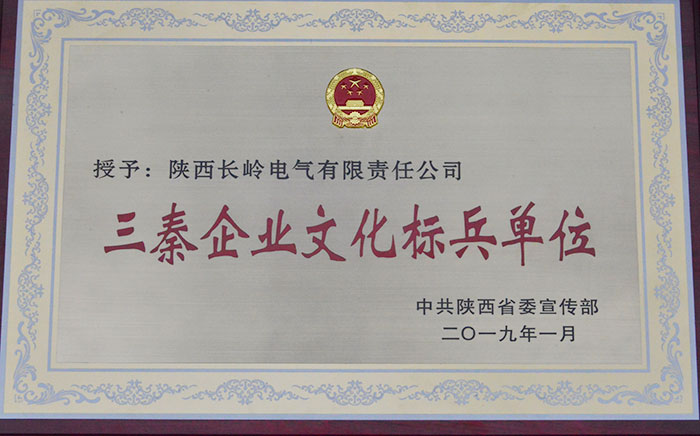 授予：陕西长岭电气有限责任公司
三秦企业文化标兵单位
中共陕西省委宣传部
二〇一九年一月